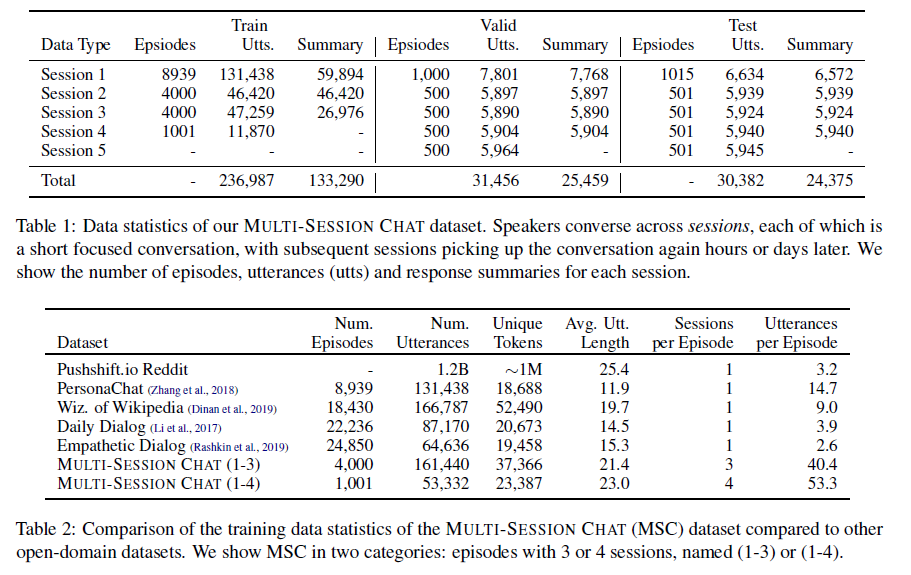 Train Valid Test
Data Type Epsiodes Utts. Summary Epsiodes Utts. Summary Epsiodes Utts. Summary
Session 1 8939 131,438 59,894 1,000 7,801 7,768 1015 6,634 6,572
Session 2 4000 46,420 46,420 500 5,897 5,897 501 5,939 5,939
Session 3 4000 47,259 26,976 500 5,890 5,890 501 5,924 5,924
Session 4 1001 11,870 - 500 5,904 5,904 501 5,940 5,940
Session 5 - - - 500 5,964 - 501 5,945 -
Total - 236,987 133,290 31,456 25,459 - 30,382 24,375
Table 1: Data statistics of our MULTI-SESSION CHAT dataset. Speakers converse across sessions, each of which is
a short focused conversation, with subsequent sessions picking up the conversation again hours or days later. We
show the number of episodes, utterances (utts) and response summaries for each session.
Num. Num. Unique Avg. Utt. Sessions Utterances
Dataset Episodes Utterances Tokens Length per Episode per Episode
Pushshift.io Reddit - 1.2B ~1M 25.4 1 3.2
PersonaChat (Zhang et al., 2018) 8,939 131,438 18,688 11.9 1 14.7
Wiz. of Wikipedia (Dinan et al., 2019) 18,430 166,787 52,490 19.7 1 9.0
Daily Dialog (Li et al., 2017) 22,236 87,170 20,673 14.5 1 3.9
Empathetic Dialog (Rashkin et al., 2019) 24,850 64,636 19,458 15.3 1 2.6
MULTI-SESSION CHAT (1-3) 4,000 161,440 37,366 21.4 3 40.4
MULTI-SESSION CHAT (1-4) 1,001 53,332 23,387 23.0 4 53.3
Table 2: Comparison of the training data statistics of the MULTI-SESSION CHAT (MSC) dataset compared to other
open-domain datasets. We show MSC in two categories: episodes with 3 or 4 sessions, named (1-3) or (1-4).